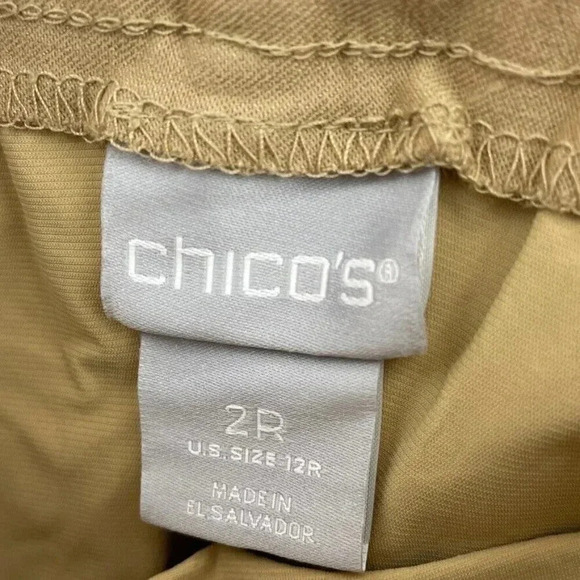 chico's®
2R
U.S. SIZE 12R
MADE IN
EL SALVADOR